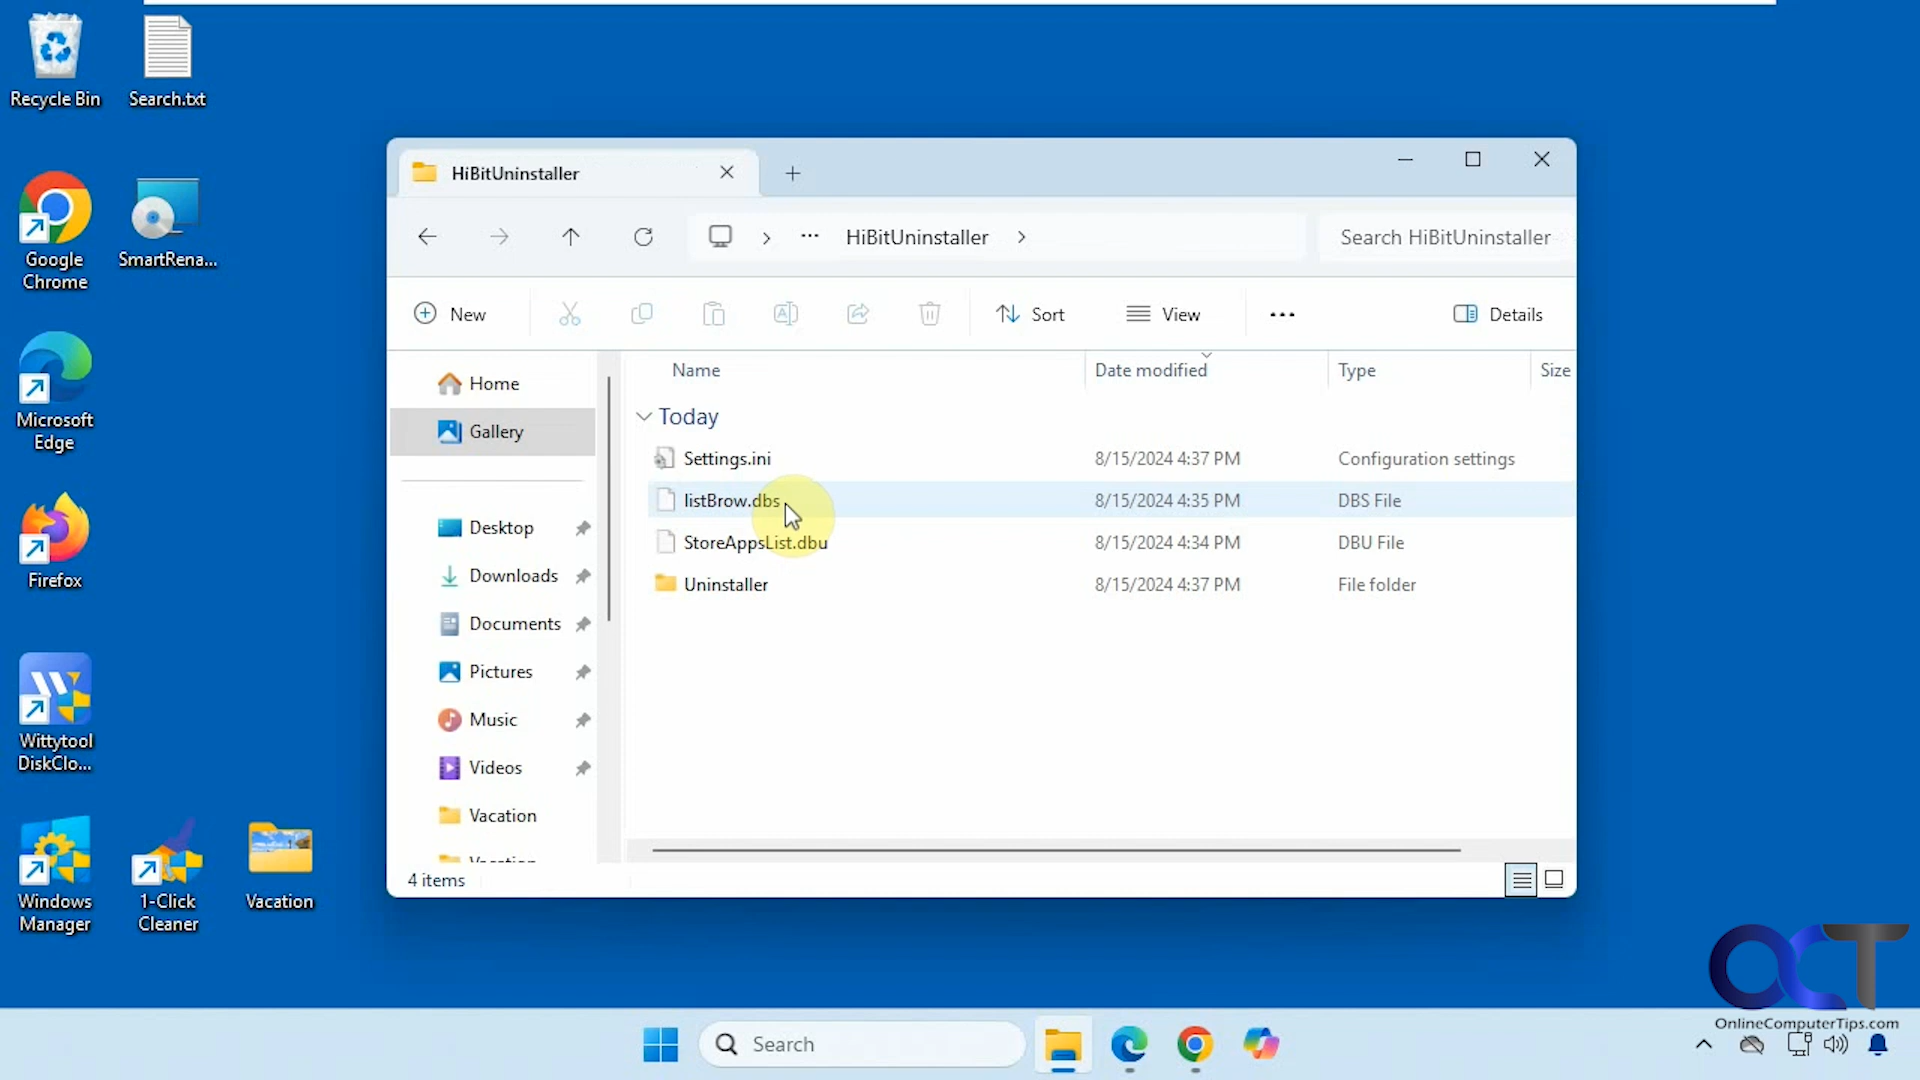 Recycle Bin
Search.txt
Google
Chrome
SmartRena...
Microsoft
Edge
Firefox
Wittytool
DiskClo...
Windows
Manager
1-Click
Cleaner
Vacation
HiBitUninstaller
HiBitUninstaller
Search HiBitUninstaller
New
Sort
View
Details
Home
Gallery
Desktop
Downloads
Documents
Pictures
Music
Videos
Vacation
Name Date modified Type Size
Today
Settings.ini 8/15/2024 4:37 PM Configuration settings
listBrow.dbs 8/15/2024 4:35 PM DBS File
StoreAppsList.dbu 8/15/2024 4:34 PM DBU File
Uninstaller 8/15/2024 4:37 PM File folder
4 items
OCT
OnlineComputerTips.com
Search